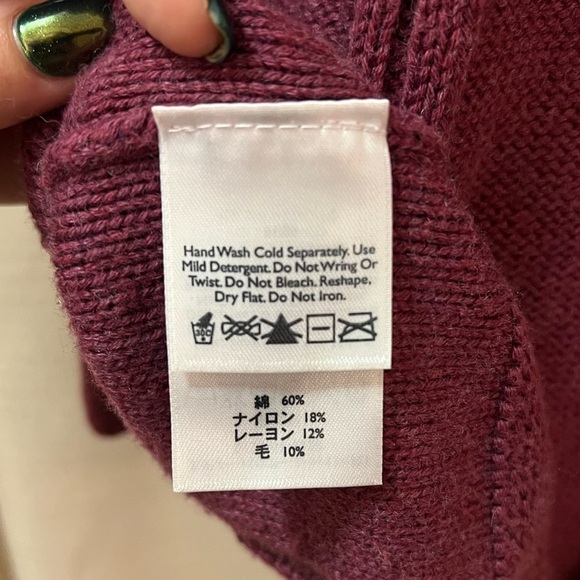 Hand Wash Cold Separately. Use
Mild Detergent. Do Not Wring Or
Twist. Do Not Bleach. Reshape,
Dry Flat. Do Not Iron.
30C
綿 60%
ナイロン 18%
レーヨン 12%
毛 10%